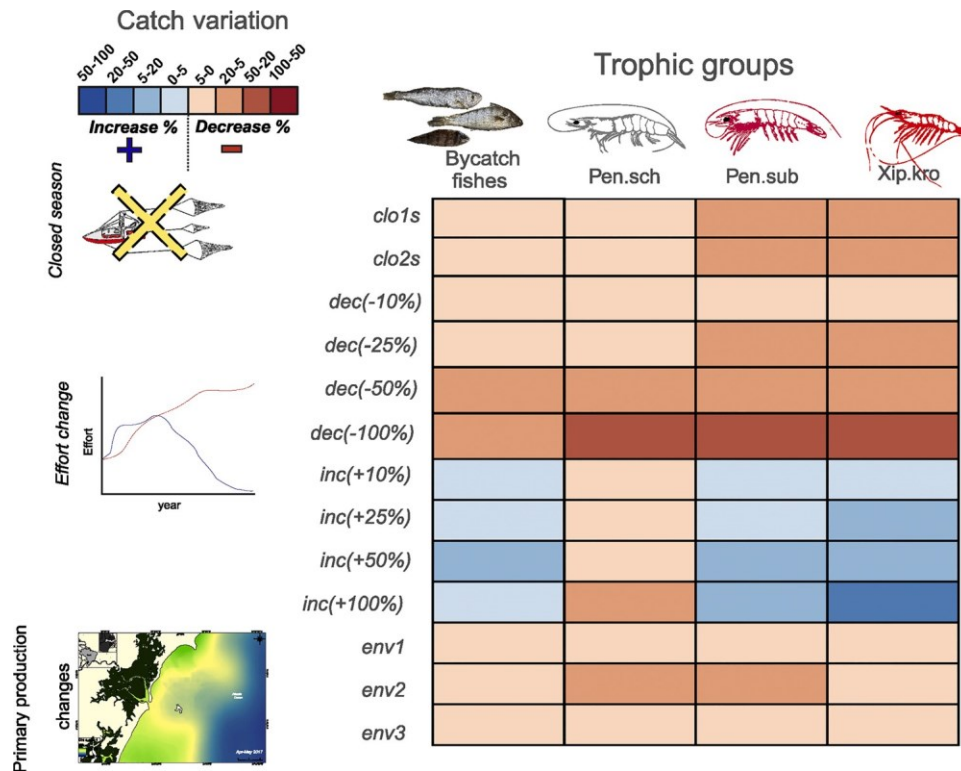 Catch variation
50-100
20-50
5-20
0-5
5-0
20-5
50-20
100-50
Increase %
Decrease %
Closed season
Effort change
Effort
year
Primary production
changes
Apr-May 2017
Trophic groups
Bycatch
fishes
Pen.sch
Pen.sub
Xip.kro
clo1s
clo2s
dec(-10%)
dec(-25%)
dec(-50%)
dec(-100%)
inc(+10%)
inc(+25%)
inc(+50%)
inc(+100%)
env1
env2
env3